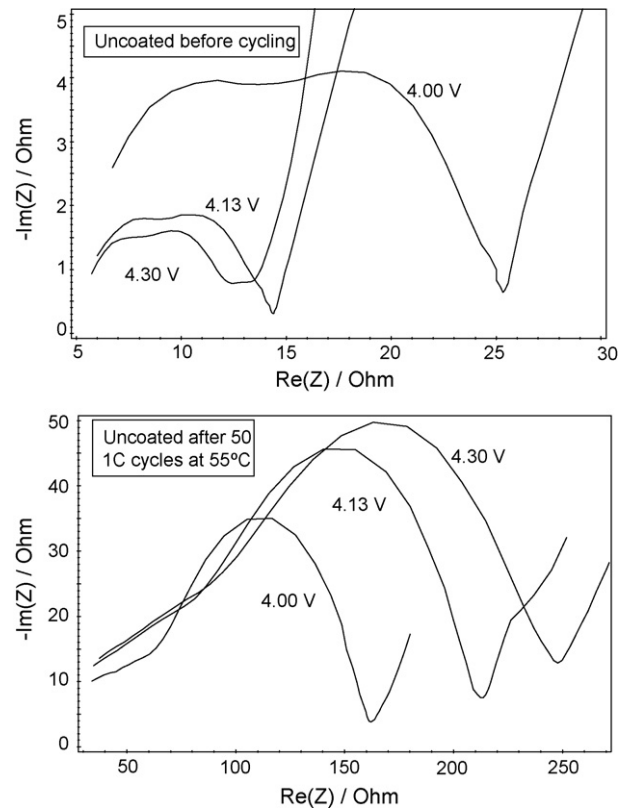 5
4
3
2
1
0
-Im(Z) / Ohm
Uncoated before cycling
4.00 V
4.13 V
4.30 V
5 10 15 20 25 30
Re(Z) / Ohm
50
40
30
20
10
0
-Im(Z) / Ohm
Uncoated after 50
1C cycles at 55ºC
4.30 V
4.13 V
4.00 V
50 100 150 200 250
Re(Z) / Ohm